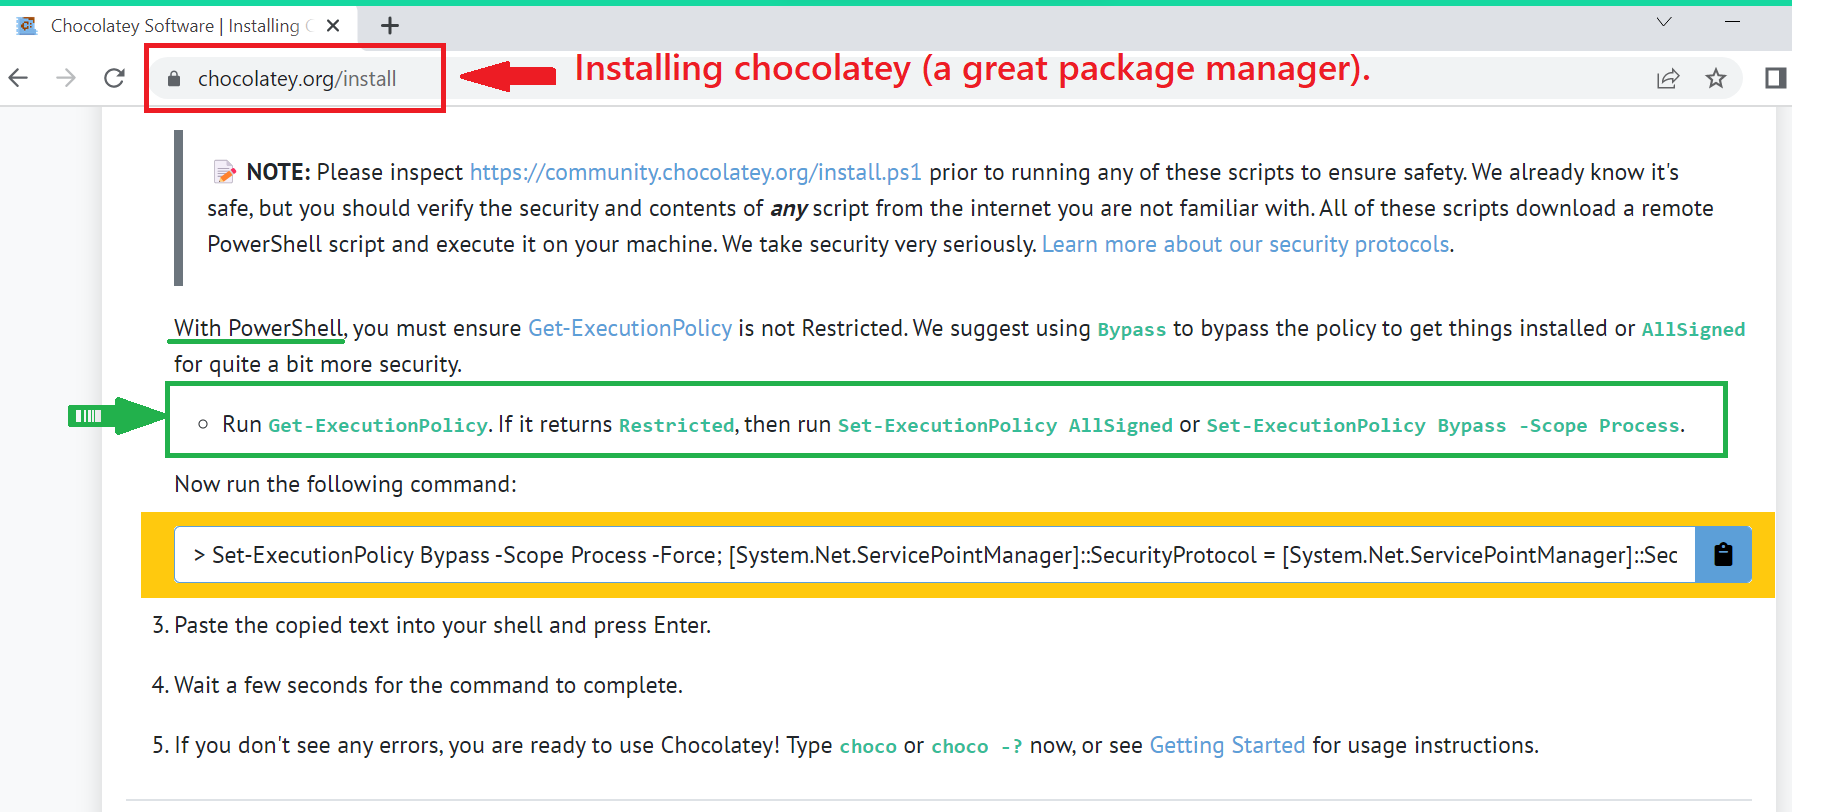 Chocolatey Software | Installing
chocolatey.org/install
Installing chocolatey (a great package manager).
NOTE: Please inspect https://community.chocolatey.org/install.ps1 prior to running any of these scripts to ensure safety. We already know it's
safe, but you should verify the security and contents of any script from the internet you are not familiar with. All of these scripts download a remote
PowerShell script and execute it on your machine. We take security very seriously. Learn more about our security protocols.
With PowerShell, you must ensure Get-ExecutionPolicy is not Restricted. We suggest using Bypass to bypass the policy to get things installed or AllSigned
for quite a bit more security.
Run Get-ExecutionPolicy. If it returns Restricted, then run Set-ExecutionPolicy AllSigned or Set-ExecutionPolicy Bypass -Scope Process.
Now run the following command:
> Set-ExecutionPolicy Bypass -Scope Process -Force; [System.Net.ServicePointManager]::SecurityProtocol = [System.Net.ServicePointManager]::Sec
3. Paste the copied text into your shell and press Enter.
4. Wait a few seconds for the command to complete.
5. If you don't see any errors, you are ready to use Chocolatey! Type choco or choco -? now, or see Getting Started for usage instructions.